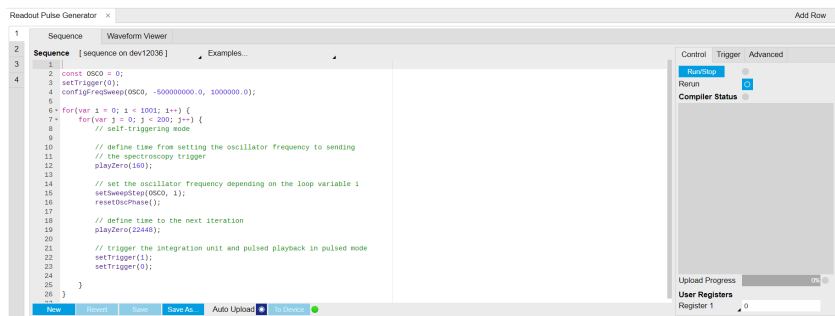 Readout Pulse Generator × Add Row
1 Sequence Waveform Viewer
2
3
4
Sequence [ sequence on dev12036 ] Examples...
1
2 const OSC0 = 0;
3 setTrigger(0);
4 configFreqSweep(OSC0, -500000000.0, 1000000.0);
5
6 for(var i = 0; i < 1001; i++) {
7 for(var j = 0; j < 200; j++) {
8 // self-triggering mode
9
10 // define time from setting the oscillator frequency to sending
11 // the spectroscopy trigger
12 playZero(160);
13
14 // set the oscillator frequency depending on the loop variable i
15 setSweepStep(OSC0, i);
16 resetOscPhase();
17
18 // define time to the next iteration
19 playZero(22448);
20
21 // trigger the integration unit and pulsed playback in pulsed mode
22 setTrigger(1);
23 setTrigger(0);
24
25 }
26 }
New Revert Save Save As... Auto Upload To Device
Control Trigger Advanced
Run/Stop
Rerun
Compiler Status
Upload Progress 0%
User Registers
Register 1 0